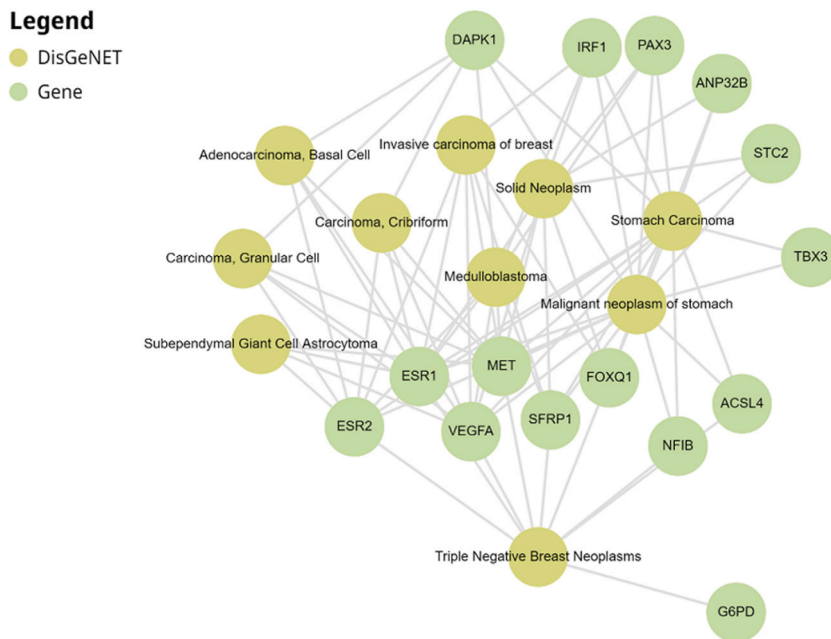 Legend
DisGeNET
Gene
DAPK1
IRF1
PAX3
ANP32B
STC2
Adenocarcinoma, Basal Cell
Invasive carcinoma of breast
Solid Neoplasm
Carcinoma, Cribriform
Stomach Carcinoma
TBX3
Carcinoma, Granular Cell
Medulloblastoma
Malignant neoplasm of stomach
Subependymal Giant Cell Astrocytoma
ESR1
MET
FOXQ1
ACSL4
ESR2
VEGFA
SFRP1
NFIB
Triple Negative Breast Neoplasms
G6PD